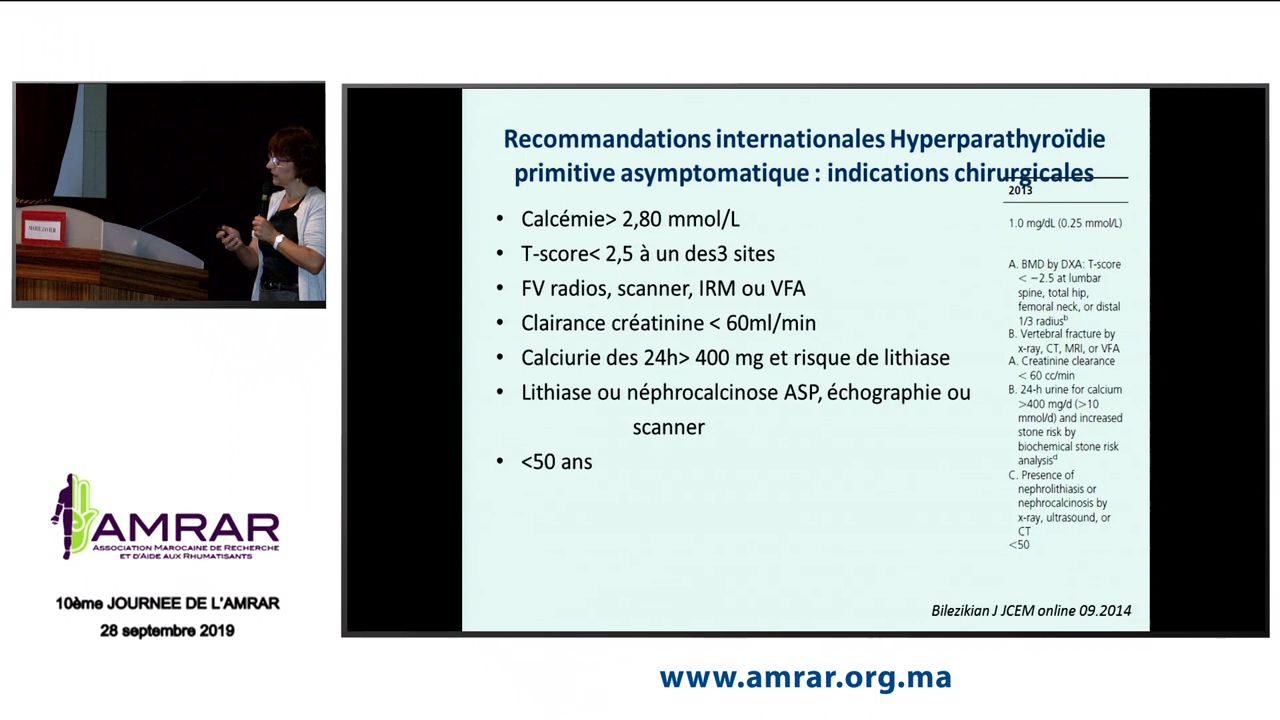 MARIE XAVIER
AMRAR
ASSOCIATION MAROCAINE DE RECHERCHE
ET D'AIDE AUX RHUMATISANTS
10ème JOURNEE DE L'AMRAR
28 septembre 2019
Recommandations internationales Hyperparathyroïdie
primitive asymptomatique : indications chirurgicales
• Calcémie> 2,80 mmol/L
• T-score< 2,5 à un des3 sites
• FV radios, scanner, IRM ou VFA
• Clairance créatinine < 60ml/min
• Calciurie des 24h> 400 mg et risque de lithiase
• Lithiase ou néphrocalcinose ASP, échographie ou
scanner
• <50 ans
2013
1.0 mg/dL (0.25 mmol/L)
A. BMD by DXA: T-score
< −2.5 at lumbar
spine, total hip,
femoral neck, or distal
1/3 radiusb
B. Vertebral fracture by
x-ray, CT, MRI, or VFA
A. Creatinine clearance
< 60 cc/min
B. 24-h urine for calcium
>400 mg/d (>10
mmol/d) and increased
stone risk by
biochemical stone risk
analysisd
C. Presence of
nephrolithiasis or
nephrocalcinosis by
x-ray, ultrasound, or
CT
<50
Bilezikian J JCEM online 09.2014
www.amrar.org.ma